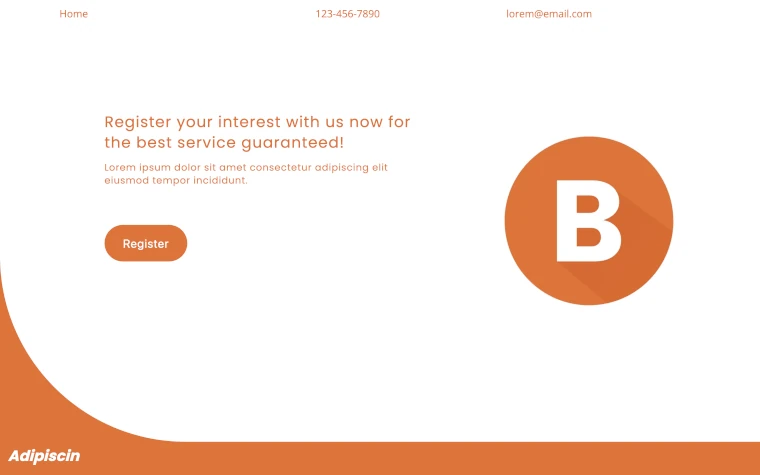 Home
123-456-7890
lorem@email.com
Register your interest with us now for
the best service guaranteed!
Lorem ipsum dolor sit amet consectetur adipiscing elit
eiusmod tempor incididunt.
B
Register
Adipiscin